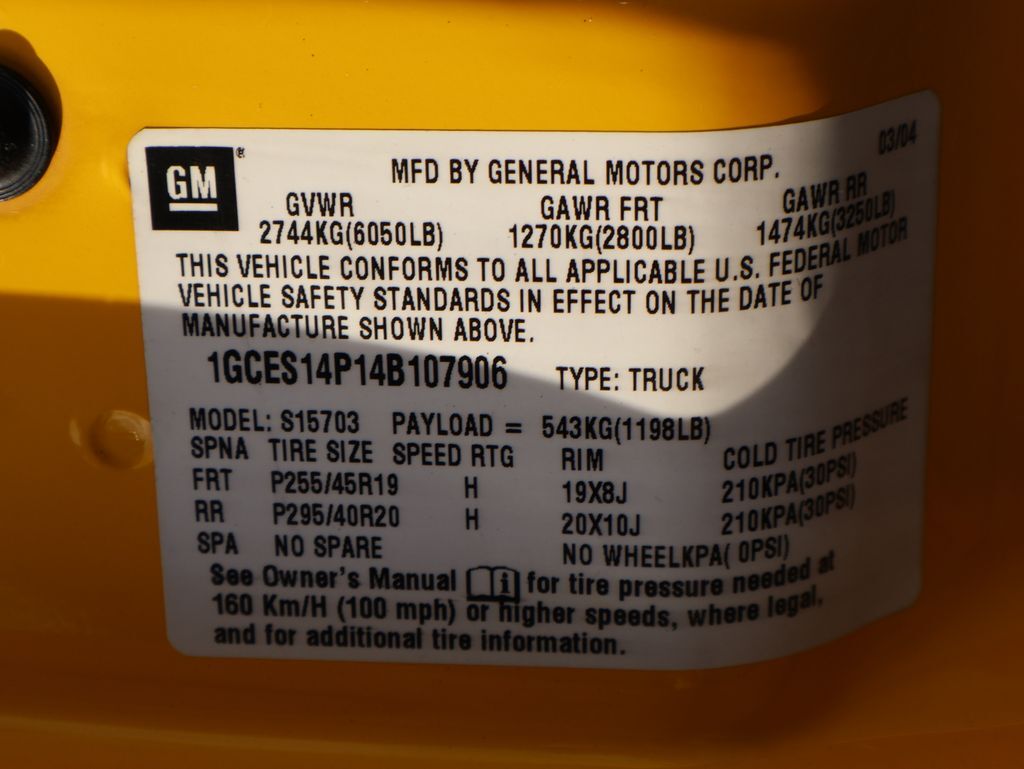 03/04
GM® MFD BY GENERAL MOTORS CORP.
GVWR GAWR FRT GAWR RR
2744KG(6050LB) 1270KG(2800LB) 1474KG(3250LB)
THIS VEHICLE CONFORMS TO ALL APPLICABLE U.S. FEDERAL MOTOR
VEHICLE SAFETY STANDARDS IN EFFECT ON THE DATE OF
MANUFACTURE SHOWN ABOVE.
1GCES14P14B107906 TYPE: TRUCK
MODEL: S15703 PAYLOAD = 543KG(1198LB)
SPNA TIRE SIZE SPEED RTG RIM COLD TIRE PRESSURE
FRT P255/45R19 H 19X8J 210KPA(30PSI)
RR P295/40R20 H 20X10J 210KPA(30PSI)
SPA NO SPARE NO WHEELKPA( 0PSI)
See Owner's Manual i for tire pressure needed at
160 Km/H (100 mph) or higher speeds, where legal,
and for additional tire information.